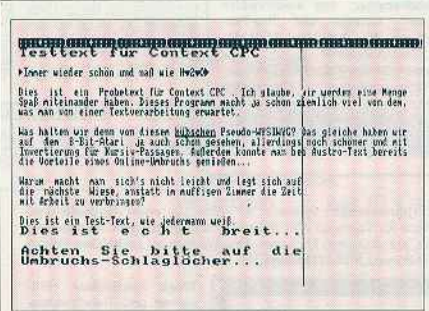 Testtext für Context CPC
Immer wieder schön und naß wie H▾2▾O
Dies ist ein Probetext für Context CPC . Ich glaube, wir werden eine Menge
Spaß miteinander haben. Dieses Programm macht ja schon ziemlich viel von dem,
was man von einer Textverarbeitung erwartet.
Was halten wir denn von diesem hübschen Pseudo-WYSIWYG? Das gleiche haben wir
auf dem 8-Bit-Atari ja auch schon gesehen, allerdings noch schöner und mit
Invertierung für Kursiv-Passagen. Außerdem konnte man bei Austro-Text bereits
die Vorteile eines Online-Umbruchs genießen...
Warum macht man sich's nicht leicht und legt sich auf
die nächste Wiese, anstatt im muffigen Zimmer die Zeit
mit Arbeit zu verbringen?
Dies ist ein Test-Text, wie jedermann weiß.
Dies ist e c h t breit...
Achten Sie bitte auf die
Umbruchs-Schlaglöcher...